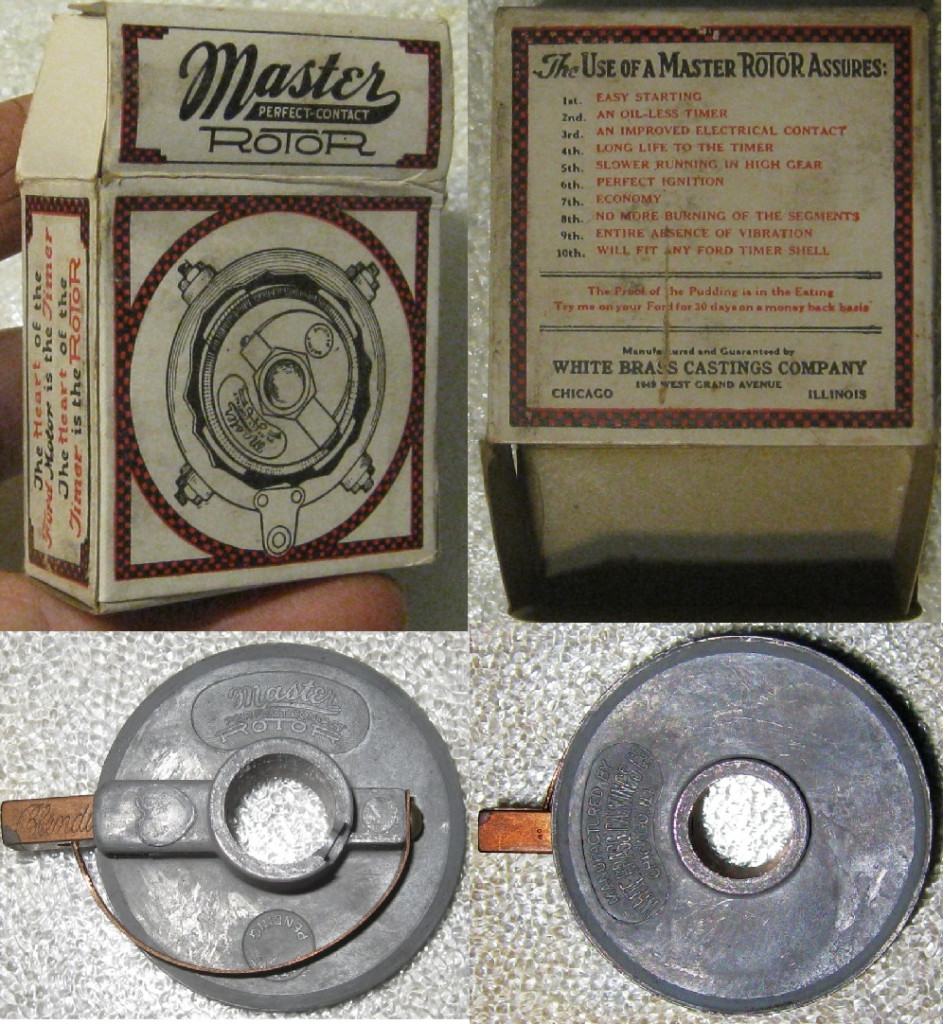 Master
PERFECT-CONTACT
ROTOR
The Heart of the
Ford Motor is the Timer
The Heart of the
Timer is the ROTOR
The USE OF A MASTER ROTOR ASSURES:
1st. EASY STARTING
2nd. AN OIL-LESS TIMER
3rd. AN IMPROVED ELECTRICAL CONTACT
4th. LONG LIFE TO THE TIMER
5th. SLOWER RUNNING IN HIGH GEAR
6th. PERFECT IGNITION
7th. ECONOMY
8th. NO MORE BURNING OF THE SEGMENTS
9th. ENTIRE ABSENCE OF VIBRATION
10th. WILL FIT ANY FORD TIMER SHELL
The Proof of the Pudding is in the Eating
Try me on your Ford for 30 days on a money back basis
Manufactured and Guaranteed by
WHITE BRASS CASTINGS COMPANY
WEST GRAND AVENUE
CHICAGO ILLINOIS
Master
ROTOR
PENDING
MANUFACTURED BY